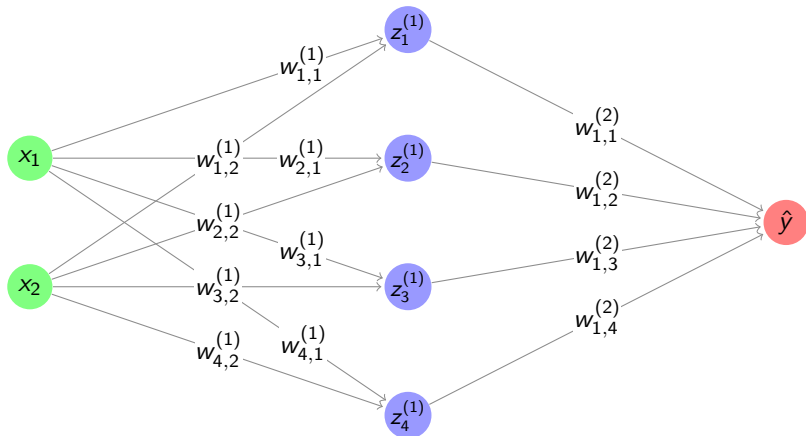 z_1^{(1)}
w_{1,1}^{(1)}
w_{1,1}^{(2)}
x_1
w_{1,2}^{(1)} w_{2,1}^{(1)}
z_2^{(1)}
w_{1,2}^{(2)}
w_{2,2}^{(1)}
ŷ
w_{3,1}^{(1)}
w_{1,3}^{(2)}
x_2
w_{3,2}^{(1)}
z_3^{(1)}
w_{1,4}^{(2)}
w_{4,2}^{(1)} w_{4,1}^{(1)}
z_4^{(1)}